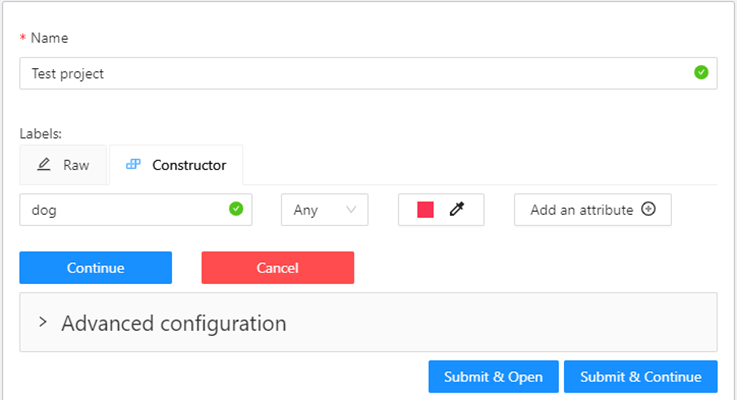 * Name
Test project
Labels:
Raw Constructor
dog Any Add an attribute
Continue Cancel
Advanced configuration
Submit & Open Submit & Continue